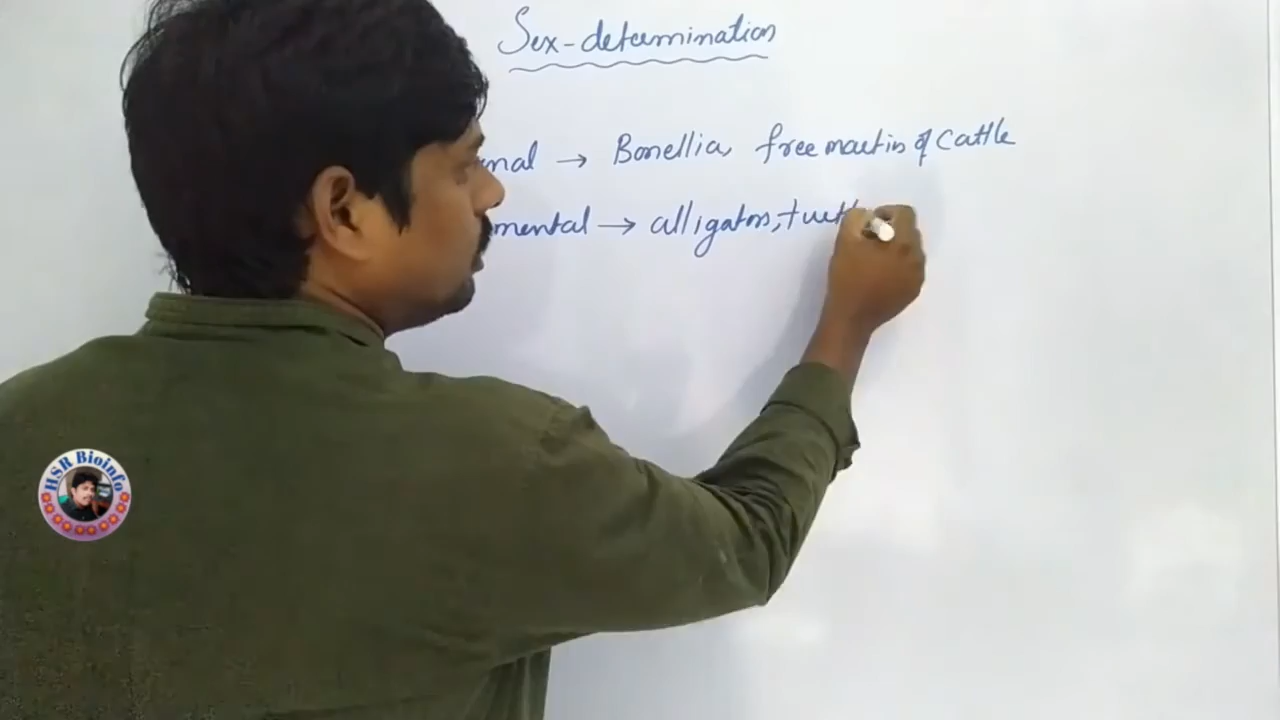 Sex-determination
nal → Bonellia, free martin of cattle
mental → alligators, turt
HSR Bioinfo